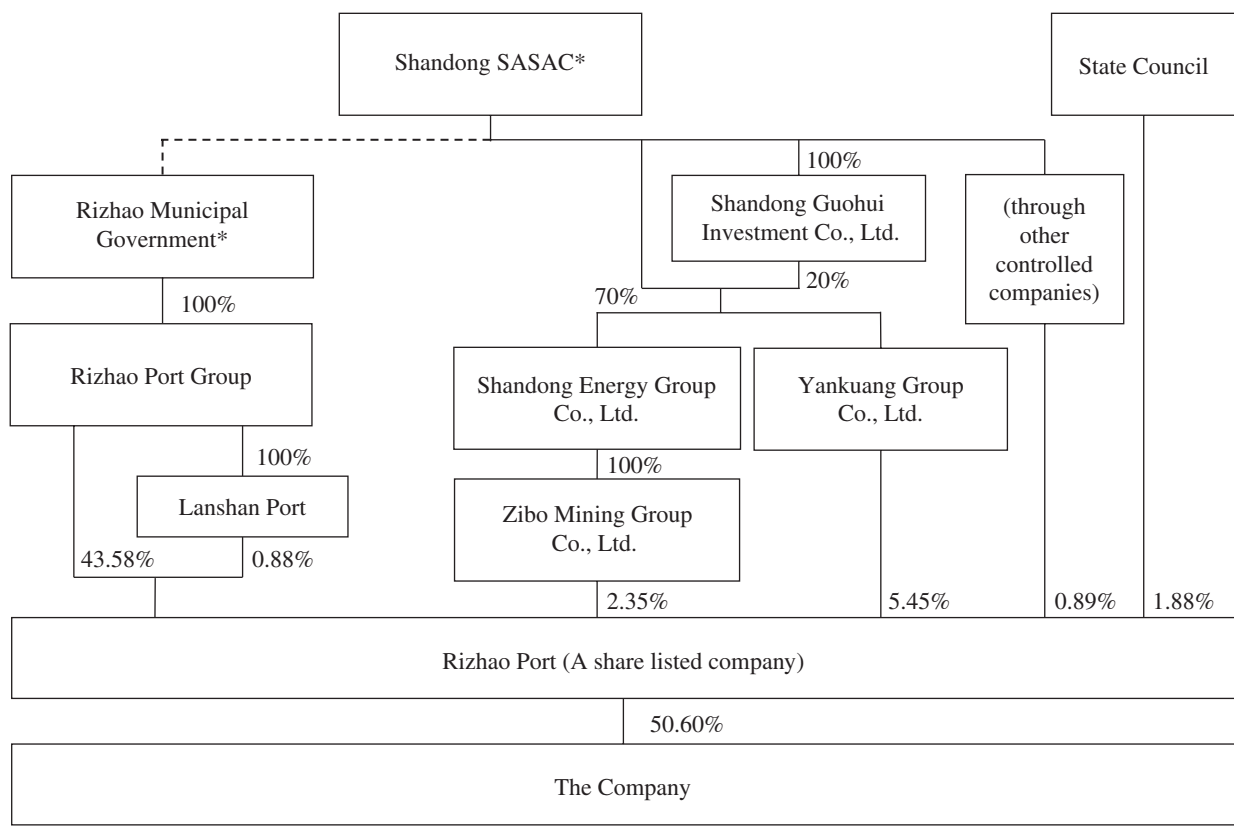 Shandong SASAC*
State Council
100%
Rizhao Municipal
Government*
Shandong Guohui
Investment Co., Ltd.
(through
other
controlled
companies)
100%
70%
20%
Rizhao Port Group
Shandong Energy Group
Co., Ltd.
Yankuang Group
Co., Ltd.
100%
100%
Lanshan Port
Zibo Mining Group
Co., Ltd.
43.58%
0.88%
2.35%
5.45%
0.89%
1.88%
Rizhao Port (A share listed company)
50.60%
The Company